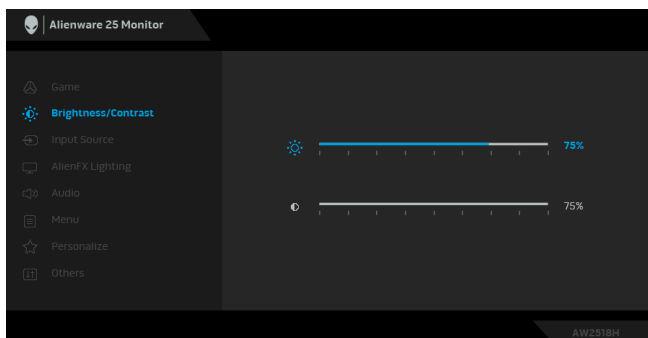 Alienware 25 Monitor
Game
Brightness/Contrast
Input Source
AlienFX Lighting
Audio
Menu
Personalize
Others
75%
75%
AW2518H